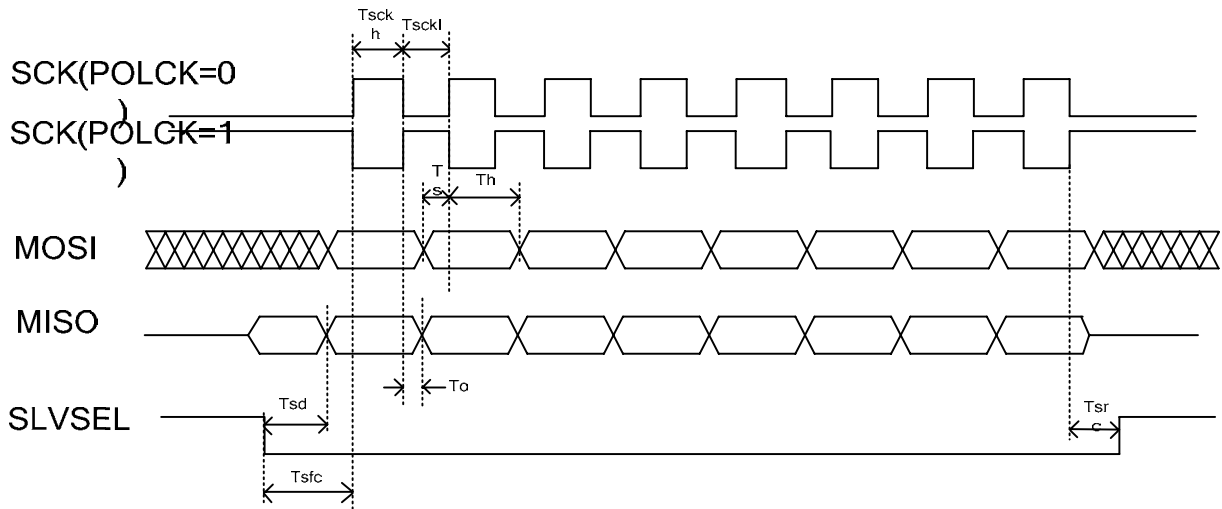 Tsck
h
Tsckl
SCK(POLCK=0
)
SCK(POLCK=1
)
T
s
Th
MOSI
MISO
To
Tsd
SLVSEL
Tsr
c
Tsfc